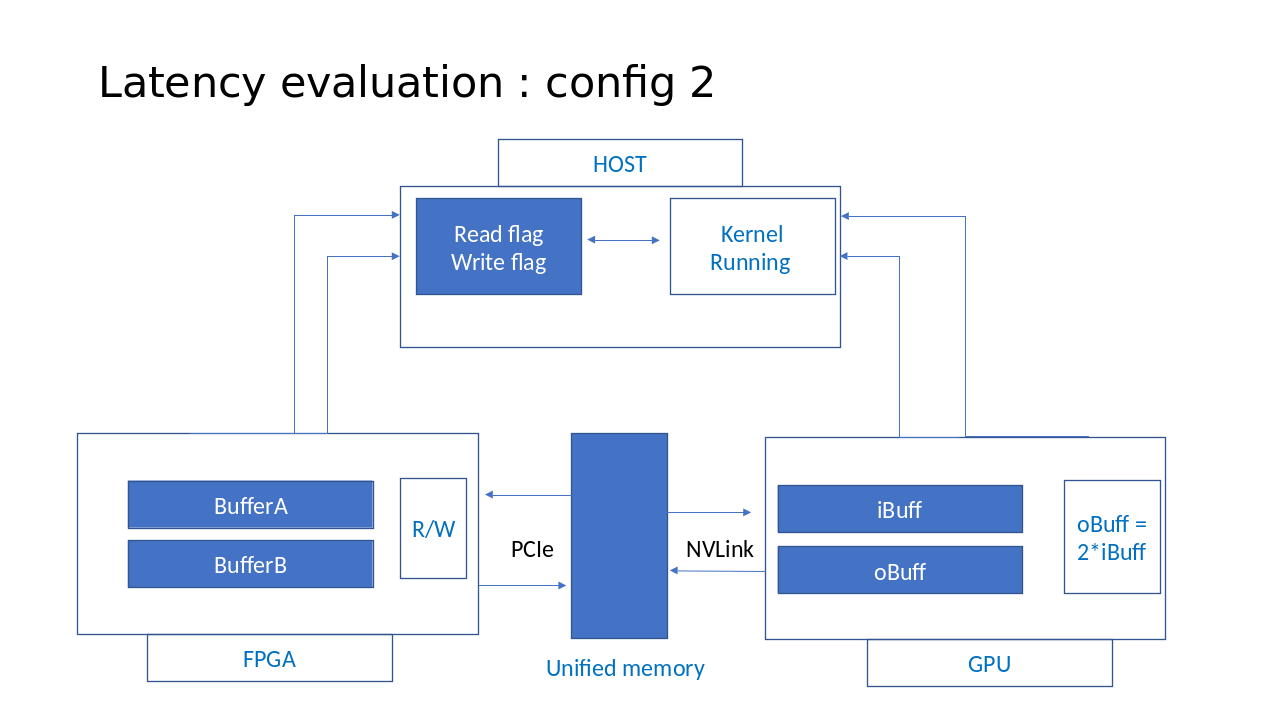 Latency evaluation : config 2
HOST
Read flag
Write flag
Kernel
Running
BufferA
BufferB
R/W
PCIe
NVLink
iBuff
oBuff
oBuff =
2*iBuff
FPGA
Unified memory
GPU